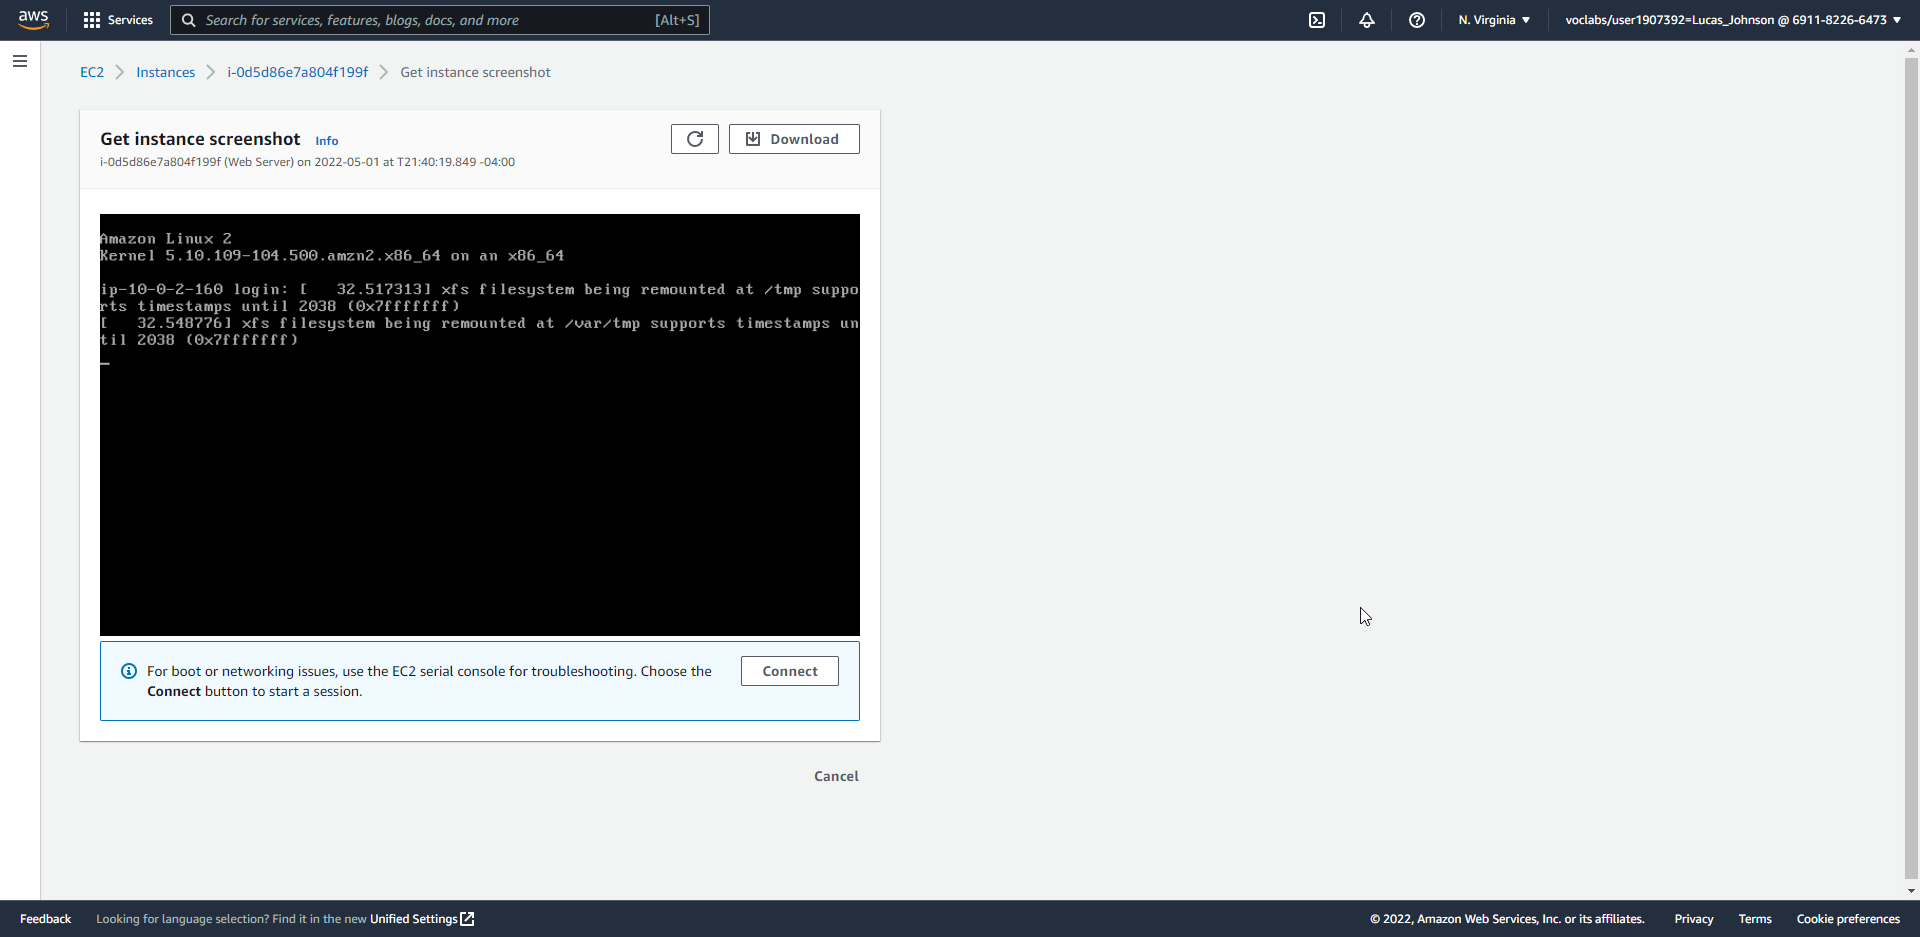 aws
Services
Search for services, features, blogs, docs, and more
[Alt+S]
N. Virginia
voclabs/user1907392=Lucas_Johnson @ 6911-8226-6473
EC2
Instances
i-0d5d86e7a804f199f
Get instance screenshot
Get instance screenshot
Info
i-0d5d86e7a804f199f (Web Server) on 2022-05-01 at T21:40:19.849 -04:00
Download
Amazon Linux 2
Kernel 5.10.109-104.500.amzn2.x86_64 on an x86_64
ip-10-0-2-160 login: [   32.517313] xfs filesystem being remounted at /tmp suppo
rts timestamps until 2038 (0x7fffffff)
[   32.548776] xfs filesystem being remounted at /var/tmp supports timestamps un
til 2038 (0x7fffffff)
_
For boot or networking issues, use the EC2 serial console for troubleshooting. Choose the
Connect button to start a session.
Connect
Cancel
Feedback
Looking for language selection? Find it in the new Unified Settings
© 2022, Amazon Web Services, Inc. or its affiliates.
Privacy
Terms
Cookie preferences